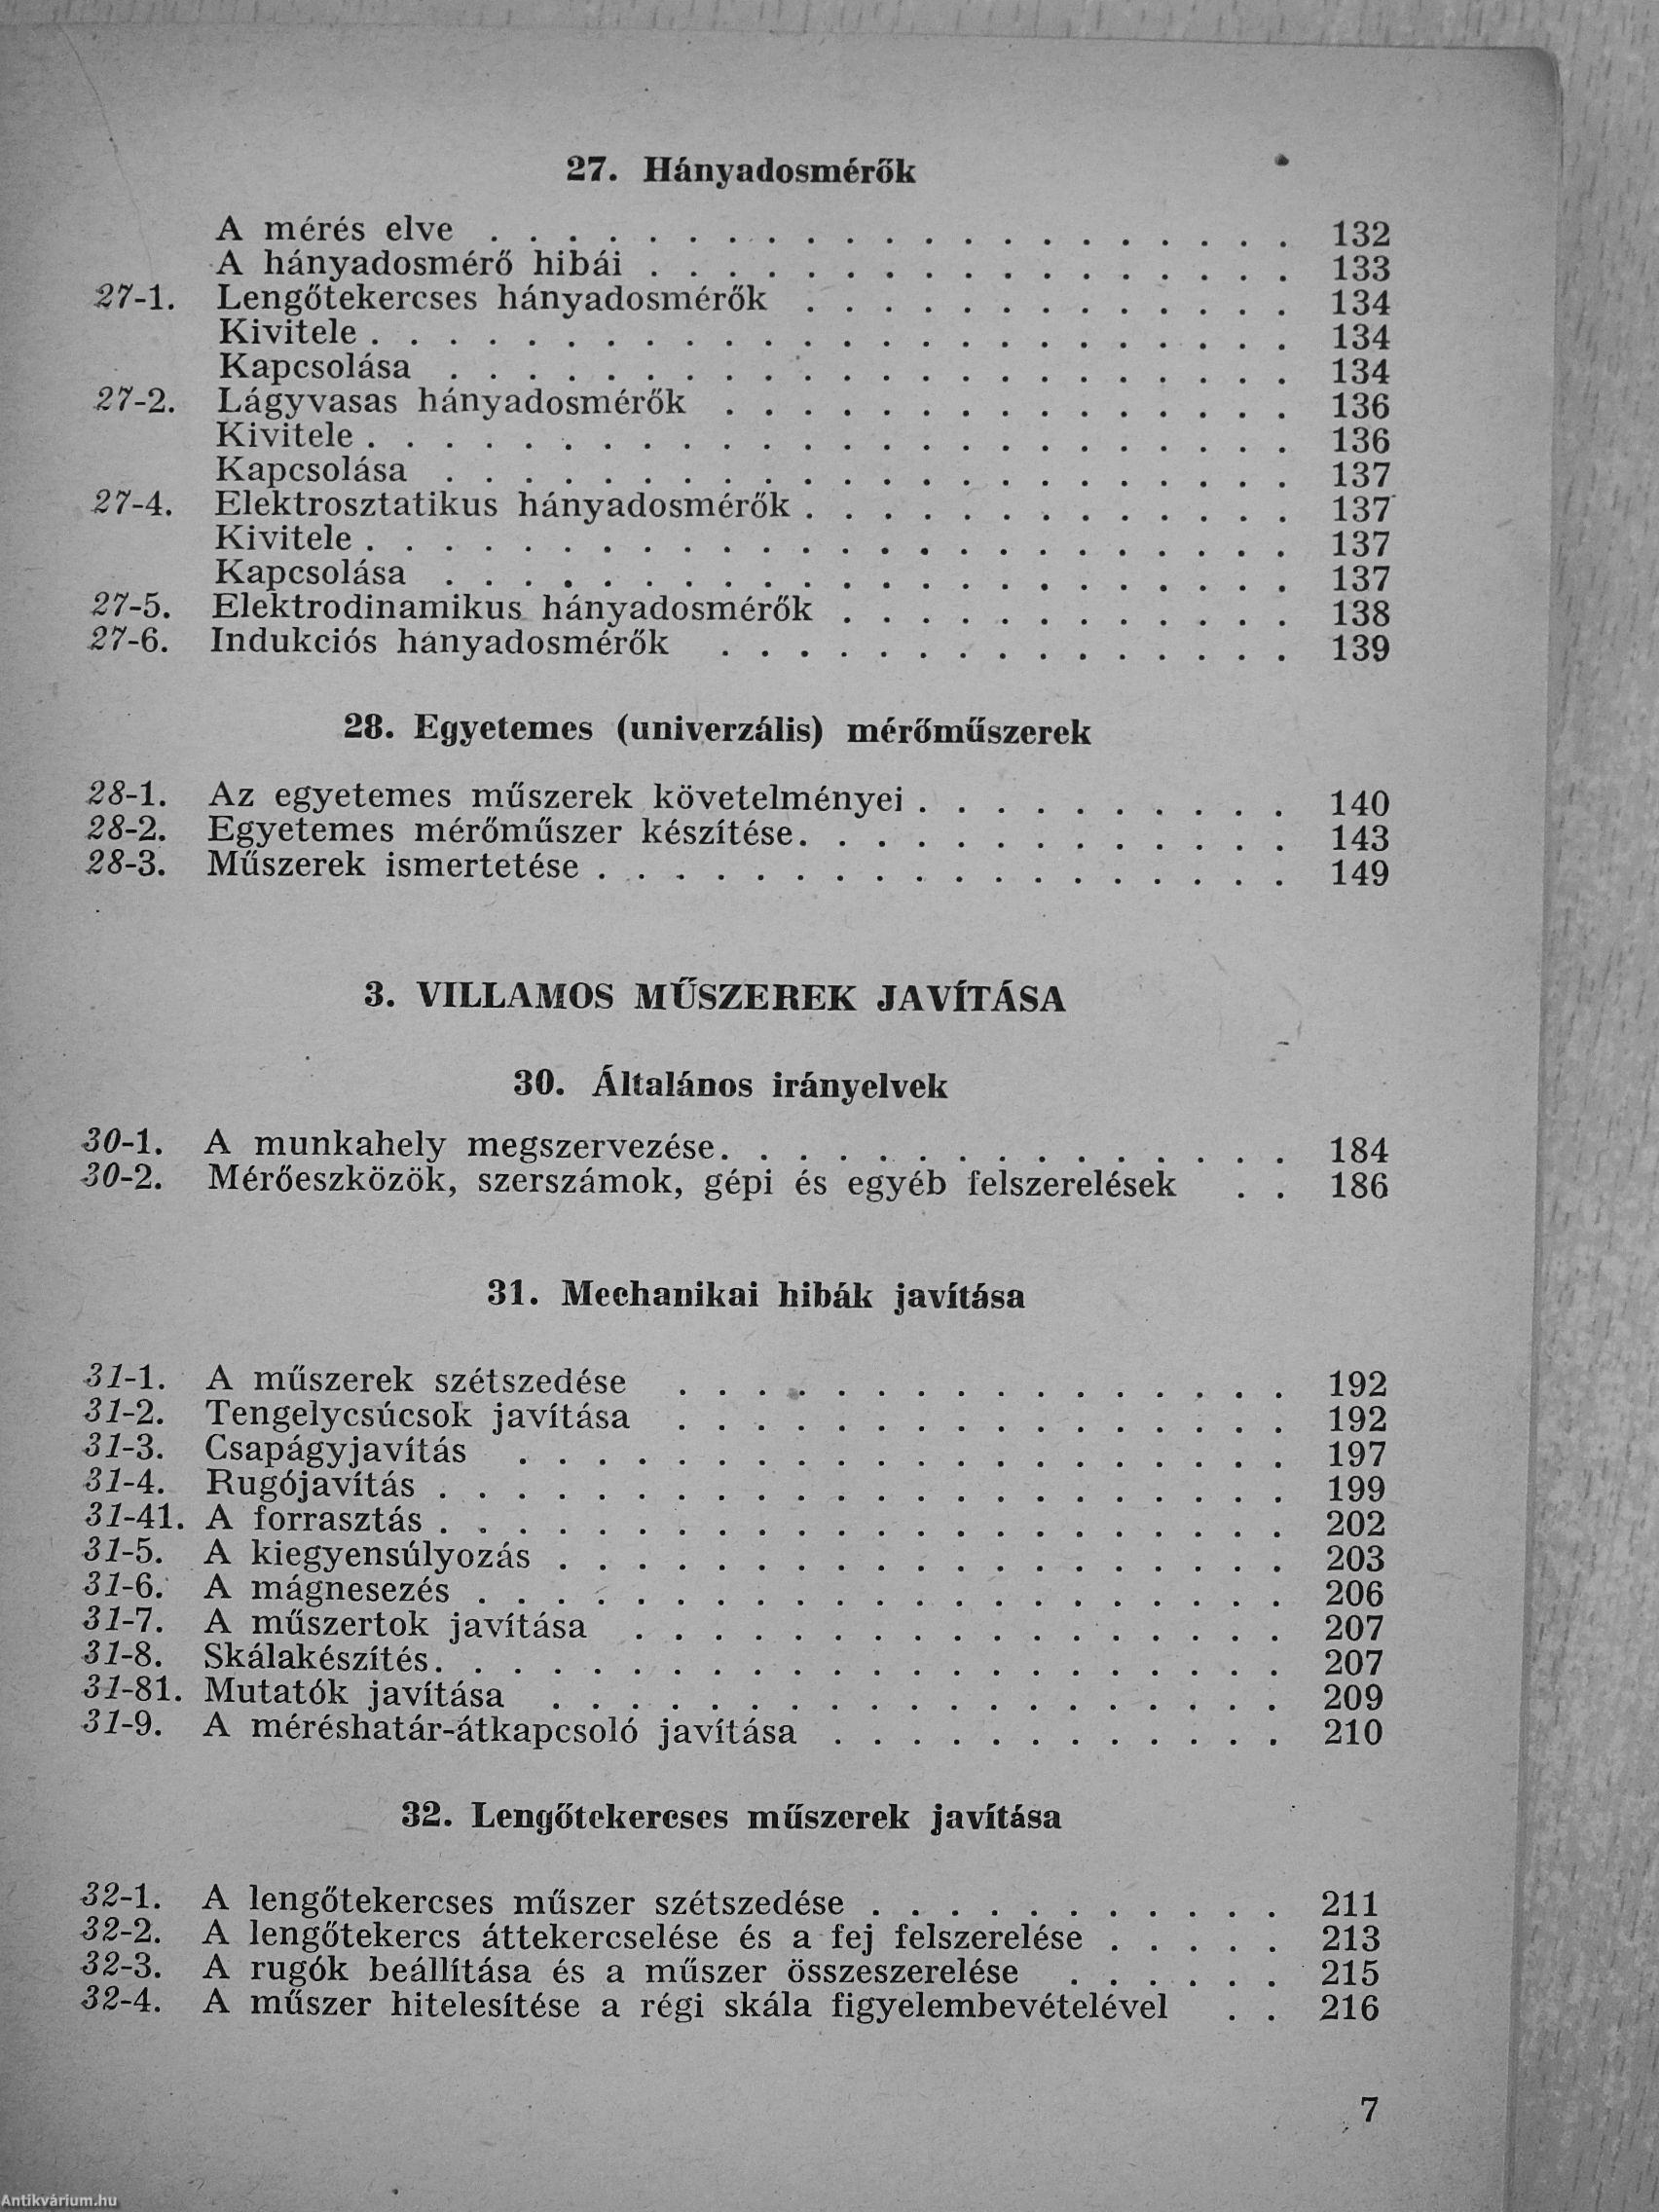 27. Hányadosmérők
A mérés elve . . . . . . . . . . . . . . . . . . . . . 132
A hányadosmérő hibái . . . . . . . . . . . . . . . . . 133
27-1. Lengőtekercses hányadosmérők . . . . . . . . . . . . . 134
Kivitele . . . . . . . . . . . . . . . . . . . . . . . . 134
Kapcsolása . . . . . . . . . . . . . . . . . . . . . . 134
27-2. Lágyvasas hányadosmérők . . . . . . . . . . . . . . . 136
Kivitele . . . . . . . . . . . . . . . . . . . . . . . . 136
Kapcsolása . . . . . . . . . . . . . . . . . . . . . . 137
27-4. Elektrosztatikus hányadosmérők . . . . . . . . . . . . . 137
Kivitele . . . . . . . . . . . . . . . . . . . . . . . . 137
Kapcsolása . . . . . . . . . . . . . . . . . . . . . . 137
27-5. Elektrodinamikus hányadosmérők . . . . . . . . . . . . 138
27-6. Indukciós hányadosmérők . . . . . . . . . . . . . . . 139
28. Egyetemes (univerzális) mérőműszerek
28-1. Az egyetemes műszerek követelményei . . . . . . . . . . 140
28-2. Egyetemes mérőműszer készítése . . . . . . . . . . . . . 143
28-3. Műszerek ismertetése . . . . . . . . . . . . . . . . . . 149
3. VILLAMOS MŰSZEREK JAVÍTÁSA
30. Általános irányelvek
30-1. A munkahely megszervezése . . . . . . . . . . . . . . . 184
30-2. Mérőeszközök, szerszámok, gépi és egyéb felszerelések . . 186
31. Mechanikai hibák javítása
31-1. A műszerek szétszedése . . . . . . . . . . . . . . . . 192
31-2. Tengelycsúcsok javítása . . . . . . . . . . . . . . . . 192
31-3. Csapágyjavítás . . . . . . . . . . . . . . . . . . . . 197
31-4. Rugójavítás . . . . . . . . . . . . . . . . . . . . . . 199
31-41. A forrasztás . . . . . . . . . . . . . . . . . . . . . . 202
31-5. A kiegyensúlyozás . . . . . . . . . . . . . . . . . . . 203
31-6. A mágnesezés . . . . . . . . . . . . . . . . . . . . . 206
31-7. A műszertok javítása . . . . . . . . . . . . . . . . . 207
31-8. Skálakészítés . . . . . . . . . . . . . . . . . . . . . . 207
31-81. Mutatók javítása . . . . . . . . . . . . . . . . . . . 209
31-9. A méréshatár-átkapcsoló javítása . . . . . . . . . . . . 210
32. Lengőtekercses műszerek javítása
32-1. A lengőtekercses műszer szétszedése . . . . . . . . . . . 211
32-2. A lengőtekercs áttekercselése és a fej felszerelése . . . . . 213
32-3. A rugók beállítása és a műszer összeszerelése . . . . . . 215
32-4. A műszer hitelesítése a régi skála figyelembevételével . . 216
7
Antikvárium.hu